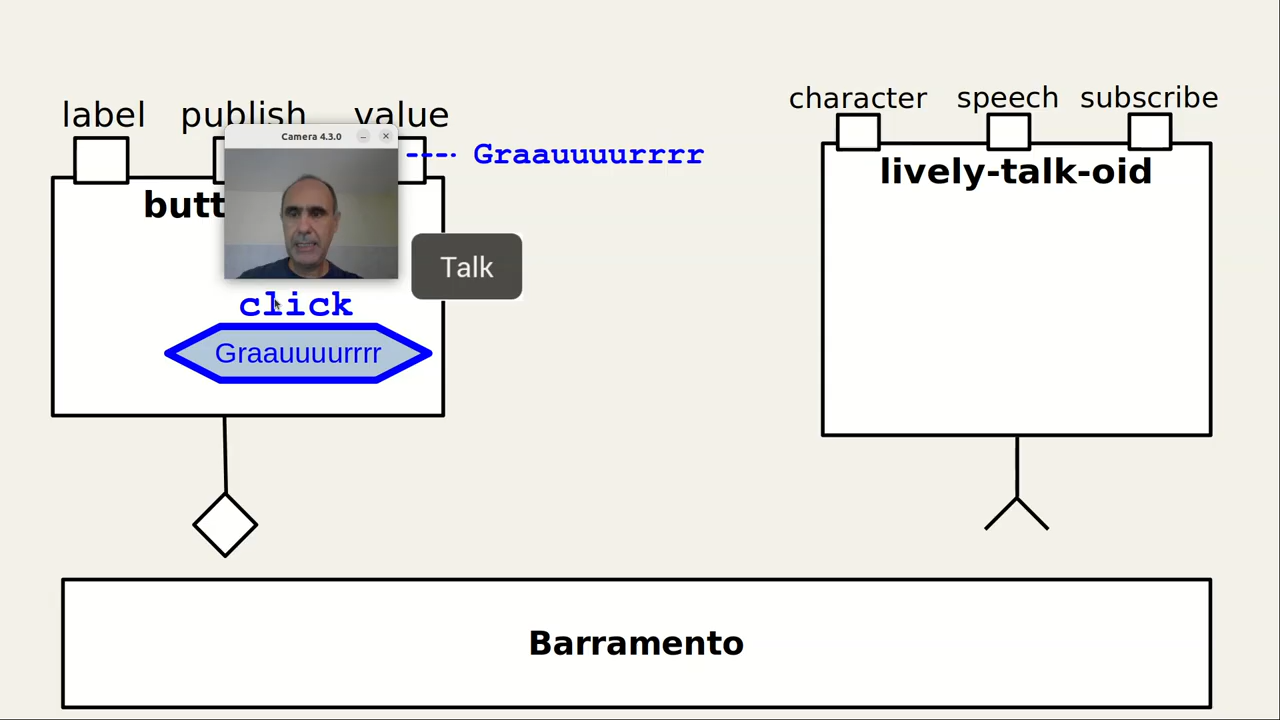 label publish value
character speech subscribe
Camera 4.3.0
Graauuuurrrr
lively-talk-oid
butt
Talk
click
Graauuuurrrr
Barramento